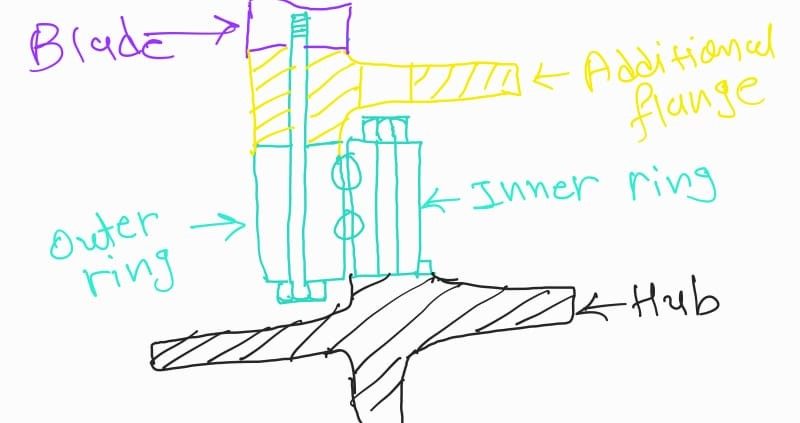 Blade
Additional
flange
Inner ring
Outer
ring
Hub